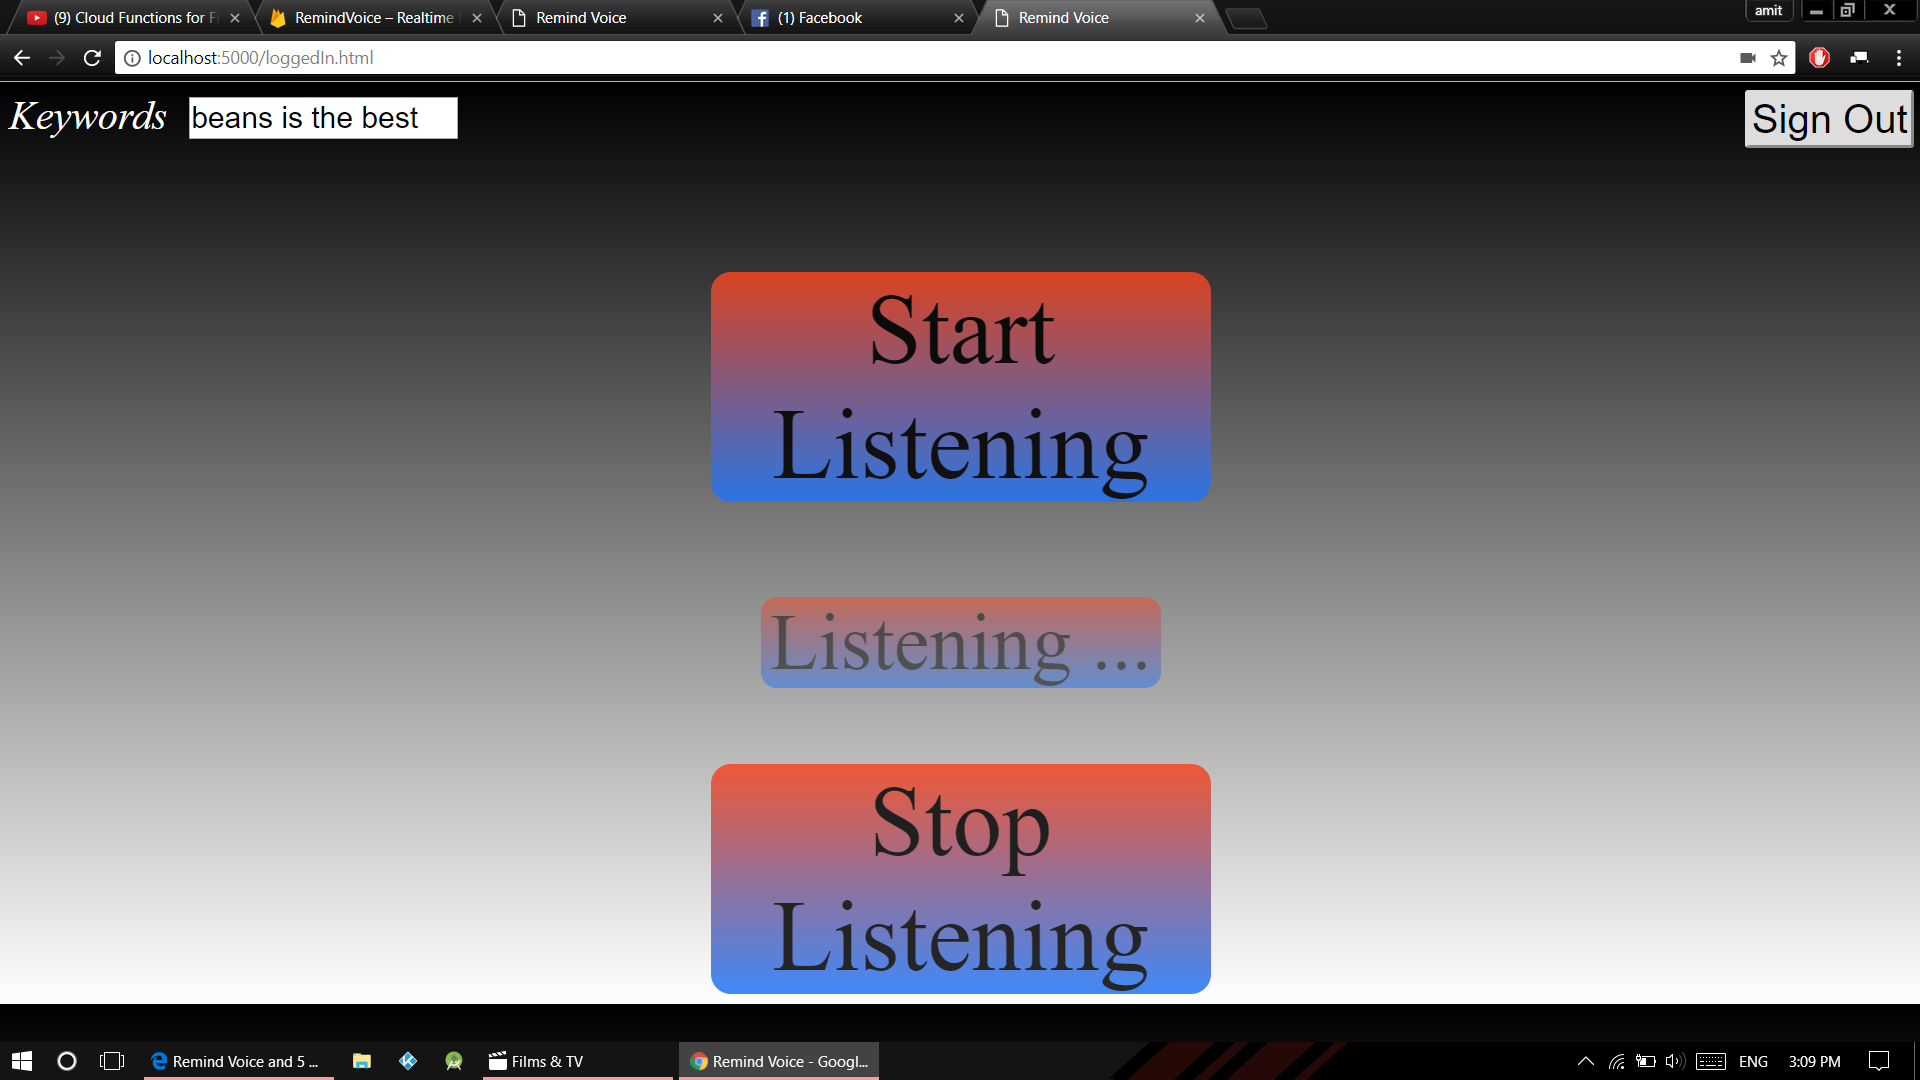 (9) Cloud Functions for Fi
RemindVoice – Realtime
Remind Voice
(1) Facebook
Remind Voice
amit
localhost:5000/loggedIn.html
Keywords
beans is the best
Sign Out
Start
Listening
Listening ...
Stop
Listening
Remind Voice and 5 ...
Films & TV
Remind Voice - Googl...
ENG
3:09 PM